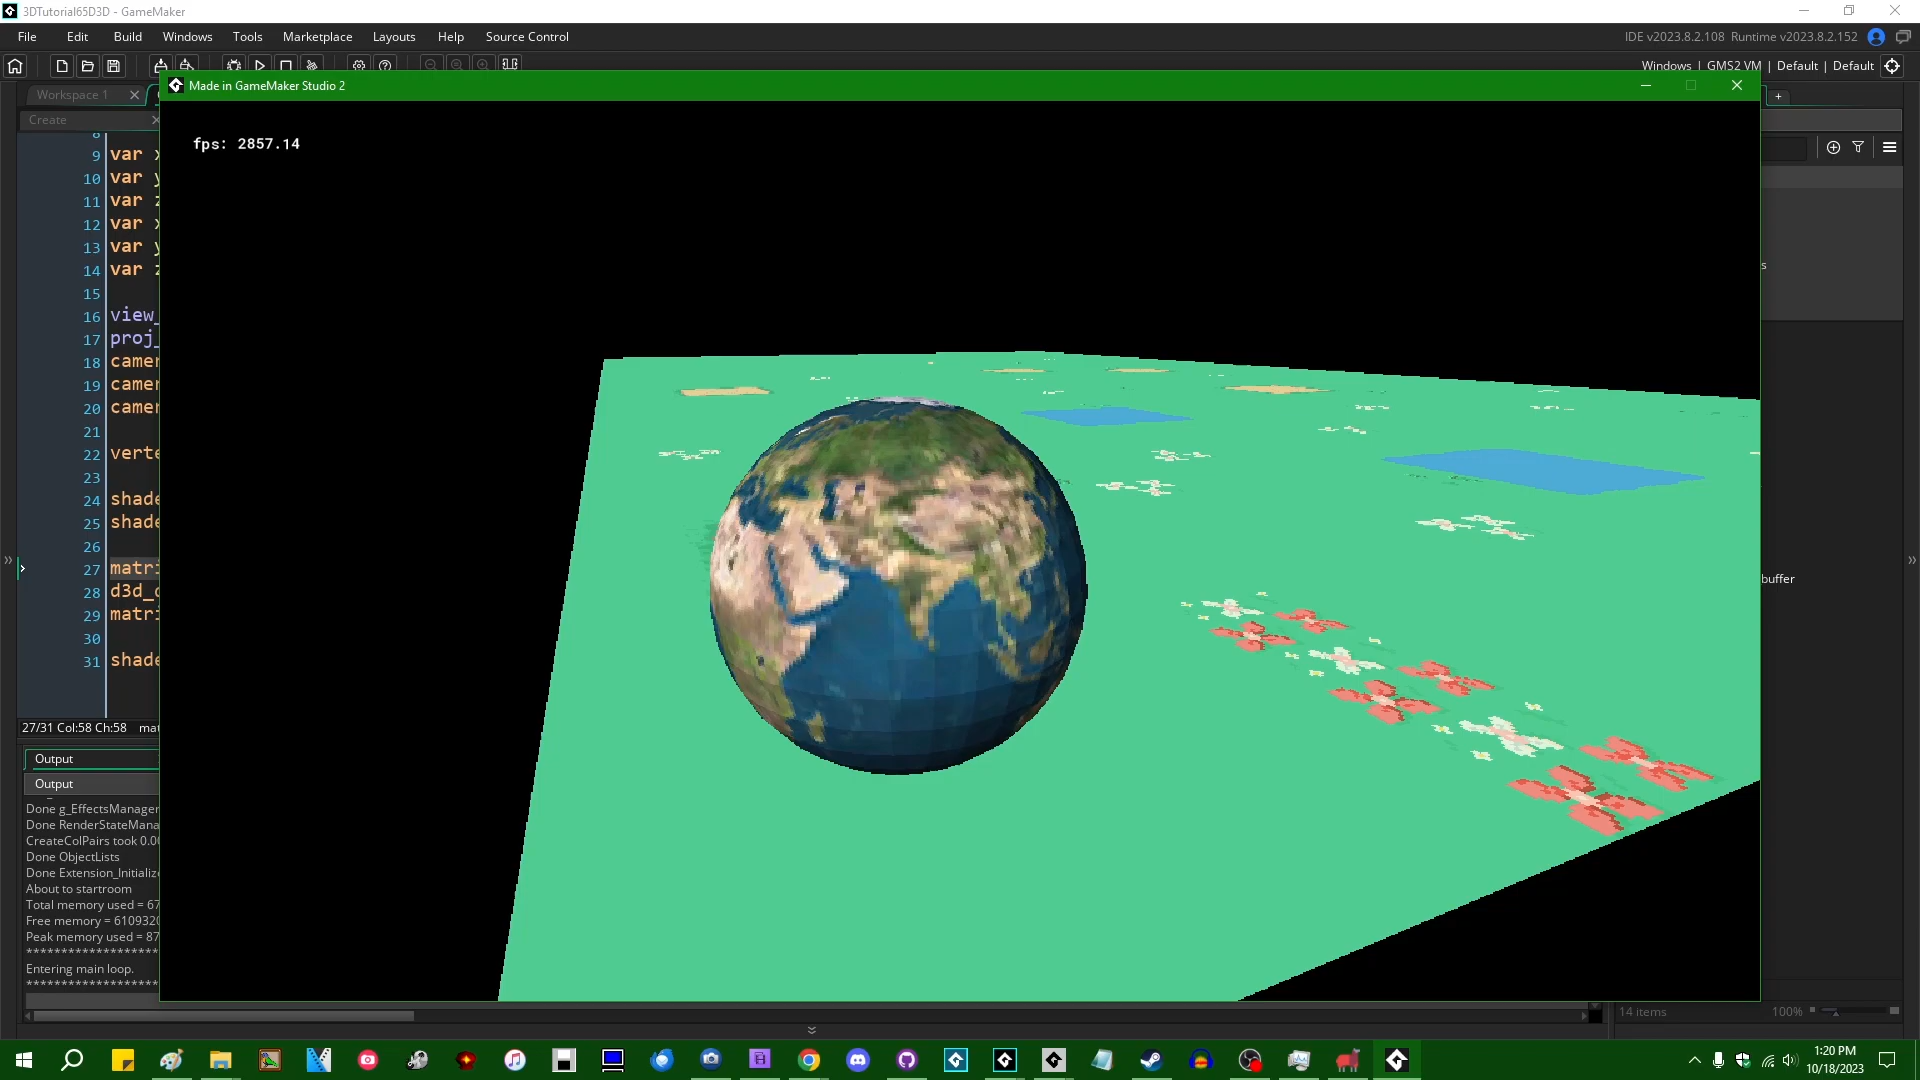 3DTutorial65D3D - GameMaker
File Edit Build Windows Tools Marketplace Layouts Help Source Control
IDE v2023.8.2.108 Runtime v2023.8.2.152
Windows | GMS2 VM | Default | Default
Workspace 1
Made in GameMaker Studio 2
Create
fps: 2857.14
8
9 var x
10 var y
11 var z
12 var x
13 var y
14 var z
15
16 view_
17 proj_
18 camer
19 camer
20 camer
21
22 verte
23
24 shade
25 shade
26
27 matri
28 d3d_
29 matri
30
31 shade
s
buffer
27/31 Col:58 Ch:58 mat
Output
Output
Done g_EffectsManager
Done RenderStateMana
CreateColPairs took 0.00
Done ObjectLists
Done Extension_Initializ
About to startroom
Total memory used = 67
Free memory = 6109320
Peak memory used = 87
********************
Entering main loop.
********************
14 items
100%
1:20 PM
10/18/2023